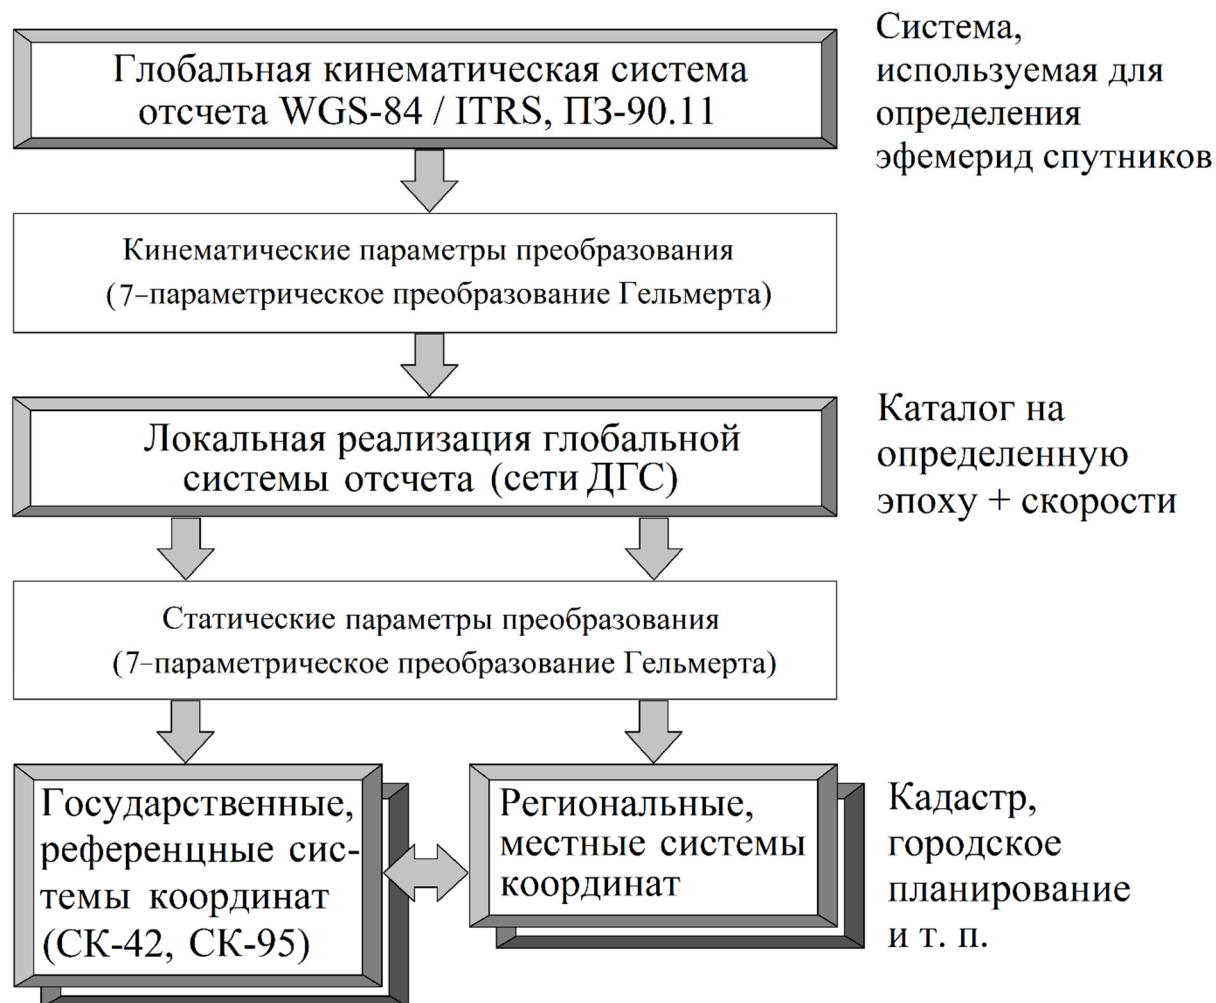 Глобальная кинематическая система
отсчета WGS-84 / ITRS, ПЗ-90.11
Система,
используемая для
определения
эфемерид спутников
Кинематические параметры преобразования
(7-параметрическое преобразование Гельмерта)
Локальная реализация глобальной
системы отсчета (сети ДГС)
Каталог на
определенную
эпоху + скорости
Статические параметры преобразования
(7-параметрическое преобразование Гельмерта)
Государственные,
референцные сис-
темы координат
(СК-42, СК-95)
Региональные,
местные системы
координат
Кадастр,
городское
планирование
и т. п.